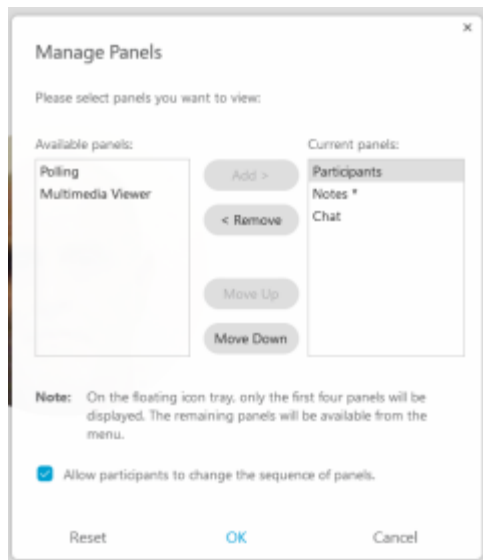 Manage Panels
Please select panels you want to view:
Available panels:
Current panels:
Polling
Multimedia Viewer
Add >
< Remove
Move Up
Move Down
Participants
Notes *
Chat
Note: On the floating icon tray, only the first four panels will be
displayed. The remaining panels will be available from the
menu.
Allow participants to change the sequence of panels.
Reset
OK
Cancel